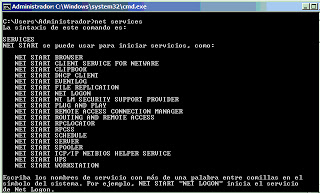 Administrador: C:\Windows\system32\cmd.exe
C:\Users\Administrador>net services
La sintaxis de este comando es:
SERVICES
NET START se puede usar para iniciar servicios, como:
NET START BROWSER
NET START CLIENT SERVICE FOR NETWARE
NET START CLIPBOOK
NET START DHCP CLIENT
NET START EVENTLOG
NET START FILE REPLICATION
NET START NET LOGON
NET START NT LM SECURITY SUPPORT PROVIDER
NET START PLUG AND PLAY
NET START REMOTE ACCESS CONNECTION MANAGER
NET START ROUTING AND REMOTE ACCESS
NET START RPCLOCATOR
NET START RPCSS
NET START SCHEDULE
NET START SERVER
NET START SPOOLER
NET START TCP/IP NETBIOS HELPER SERVICE
NET START UPS
NET START WORKSTATION
Escriba los nombres de servicio con más de una palabra entre comillas en el
símbolo del sistema. Por ejemplo, NET START "NET LOGON" inicia el servicio
de Net Logon.